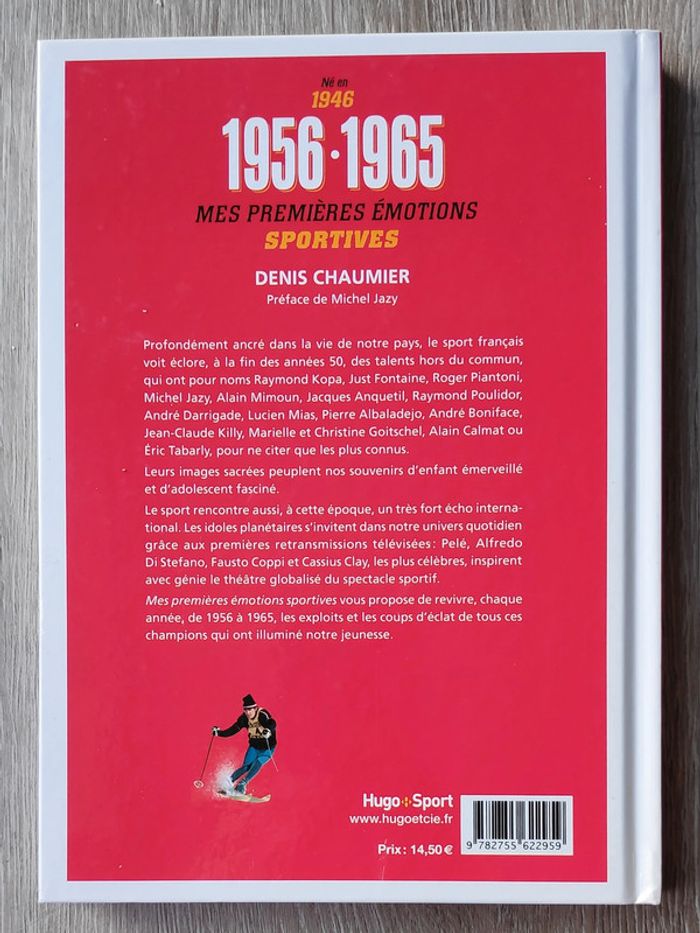 Né en
1946
1956·1965
MES PREMIÈRES ÉMOTIONS
SPORTIVES
DENIS CHAUMIER
Préface de Michel Jazy
Profondément ancré dans la vie de notre pays, le sport français
voit éclore, à la fin des années 50, des talents hors du commun,
qui ont pour noms Raymond Kopa, Just Fontaine, Roger Piantoni,
Michel Jazy, Alain Mimoun, Jacques Anquetil, Raymond Poulidor,
André Darrigade, Lucien Mias, Pierre Albaladejo, André Boniface,
Jean-Claude Killy, Marielle et Christine Goitschel, Alain Calmat ou
Éric Tabarly, pour ne citer que les plus connus.
Leurs images sacrées peuplent nos souvenirs d'enfant émerveillé
et d'adolescent fasciné.
Le sport rencontre aussi, à cette époque, un très fort écho interna-
tional. Les idoles planétaires s'invitent dans notre univers quotidien
grâce aux premières retransmissions télévisées : Pelé, Alfredo
Di Stefano, Fausto Coppi et Cassius Clay, les plus célèbres, inspirent
avec génie le théâtre globalisé du spectacle sportif.
Mes premières émotions sportives vous propose de revivre, chaque
année, de 1956 à 1965, les exploits et les coups d'éclat de tous ces
champions qui ont illuminé notre jeunesse.
Hugo Sport
www.hugoetcie.fr
Prix : 14,50 €
9 782755 622959